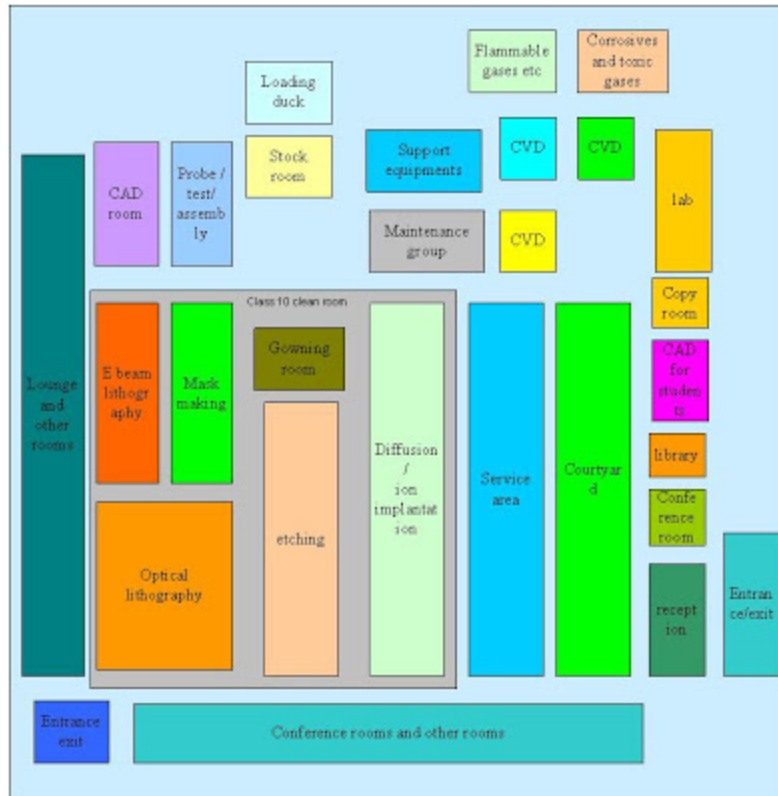 Flammable
gases etc
Corrosives
and toxic
gases
Loading
duck
Stock
room
CAD
room
Probe /
test/
assemb
ly
Support
equipments
CVD
CVD
lab
Maintenance
group
CVD
Copy
room
Class 10 clean room
Lounge
and
other
rooms
E beam
lithogr
aphy
Mask
making
Gowning
room
Diffusion
/
ion
implantat
ion
Service
area
Courtyar
d
CAD
for
stude
nts
library
Confe
rence
room
Optical
lithography
etching
recept
ion
Entran
ce/exit
Entrance
exit
Conference rooms and other rooms